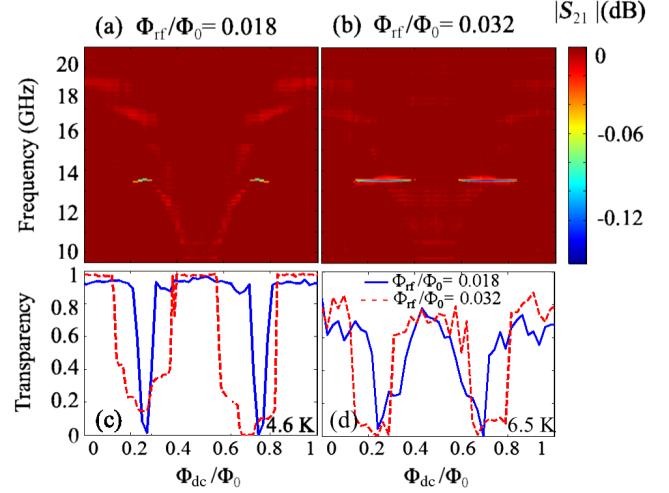 (a) Φrf/Φ0 = 0.018
(b) Φrf/Φ0 = 0.032
|S21|(dB)
Frequency (GHz)
20
18
16
14
12
10
0
-0.06
-0.12
Transparency
1
0.8
0.6
0.4
0.2
0
(c)
4.6 K
Φrf/Φ0= 0.018
Φrf/Φ0= 0.032
(d)
6.5 K
0 0.2 0.4 0.6 0.8 1
0.2 0.4 0.6 0.8 1
Φdc/Φ0
Φdc/Φ0